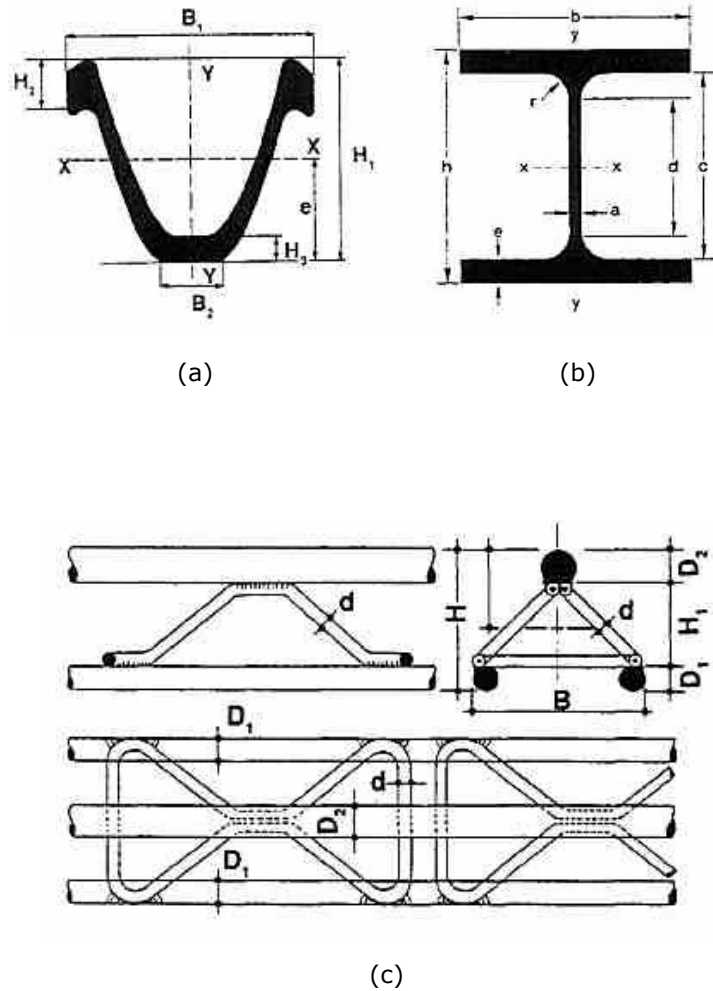 B₁
Y
H₂
H₁
X
X
e
H₃
Y
B₂
(a)
b
y
r
h
x
x
d
c
a
e
y
(b)
d
H
D₂
H₁
D₁
d
B
D₁
d
D₂
D₁
(c)